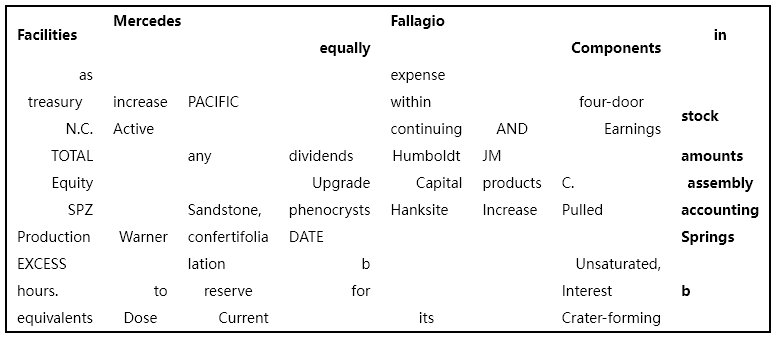 Facilities Mercedes equally Fallagio Components in
as expense
treasury increase PACIFIC within four-door stock
N.C. Active continuing AND Earnings
TOTAL any dividends Humboldt JM amounts
Equity Upgrade Capital products C. assembly
SPZ Sandstone, phenocrysts Hanksite Increase Pulled accounting
Production Warner confertifolia DATE Springs
EXCESS lation b Unsaturated,
hours. to reserve for Interest b
equivalents Dose Current its Crater-forming